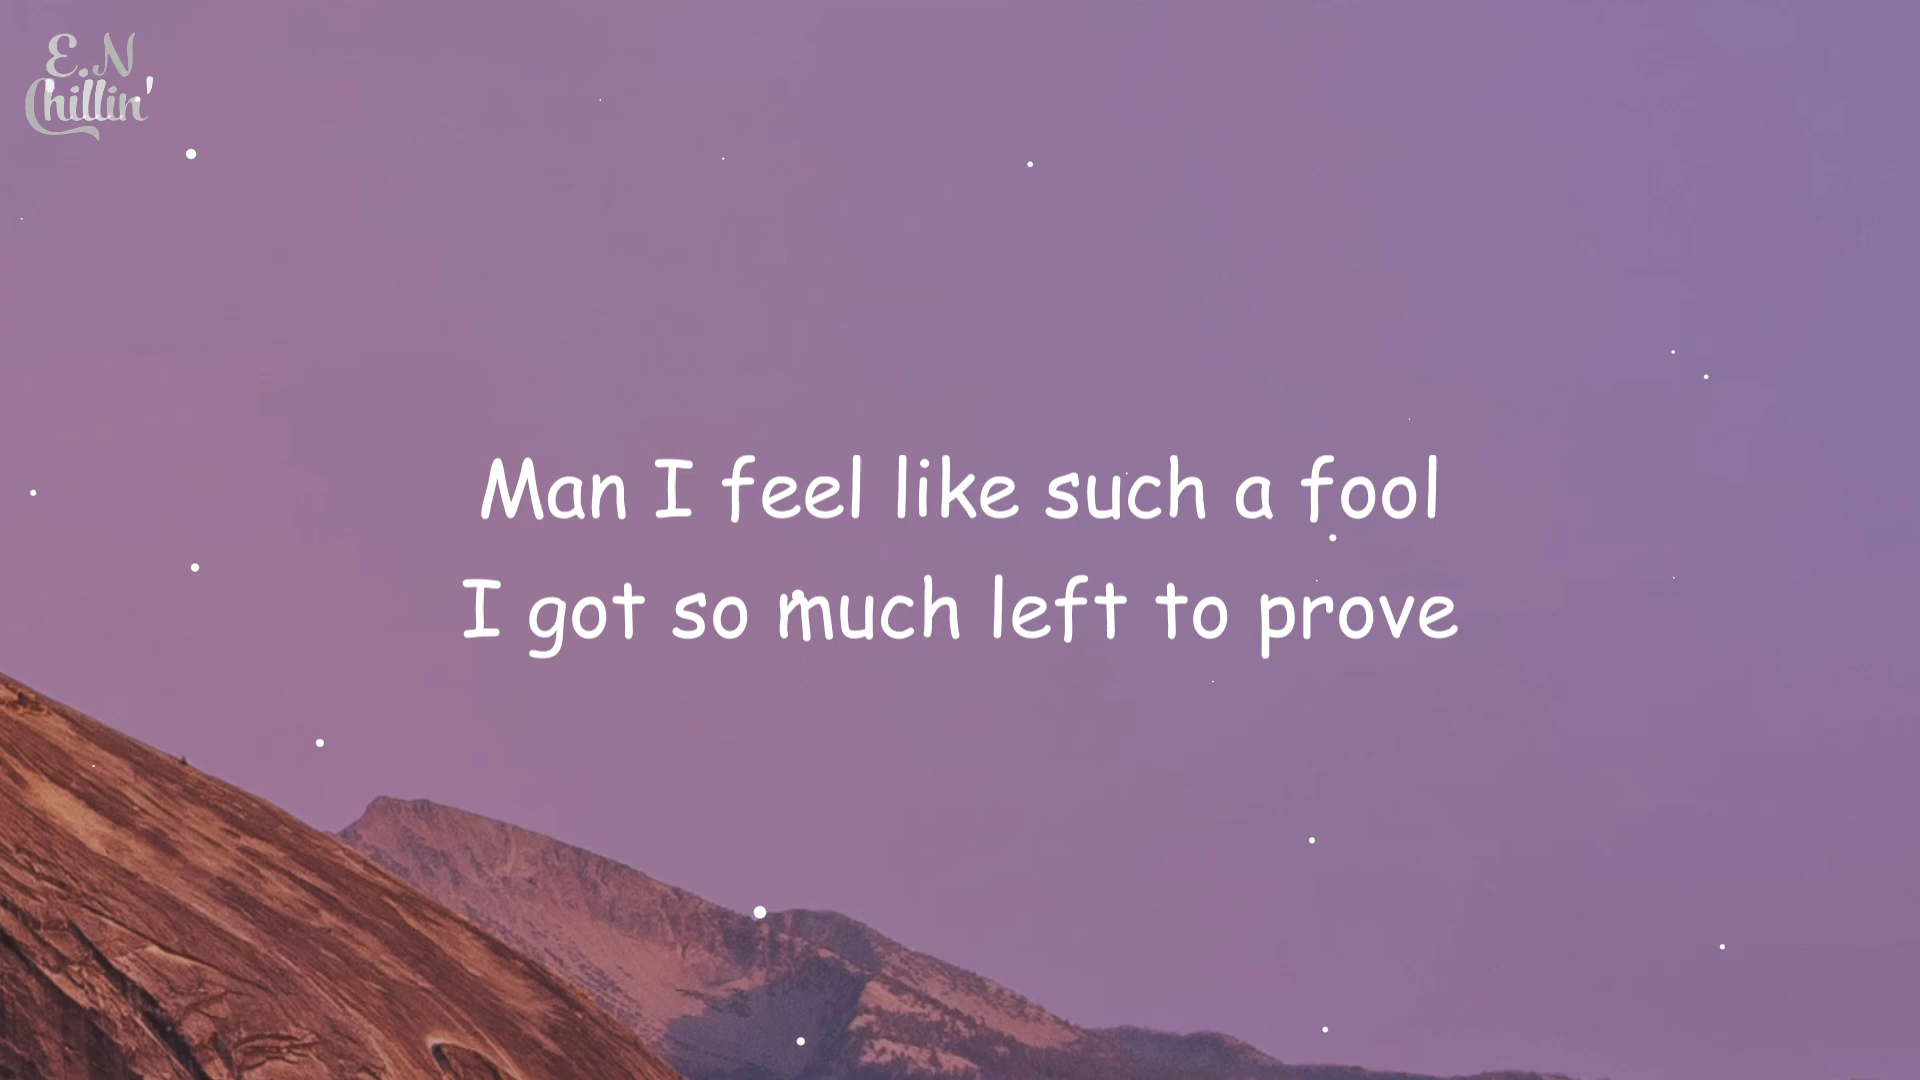 E.N
Chillin'
Man I feel like such a fool
I got so much left to prove